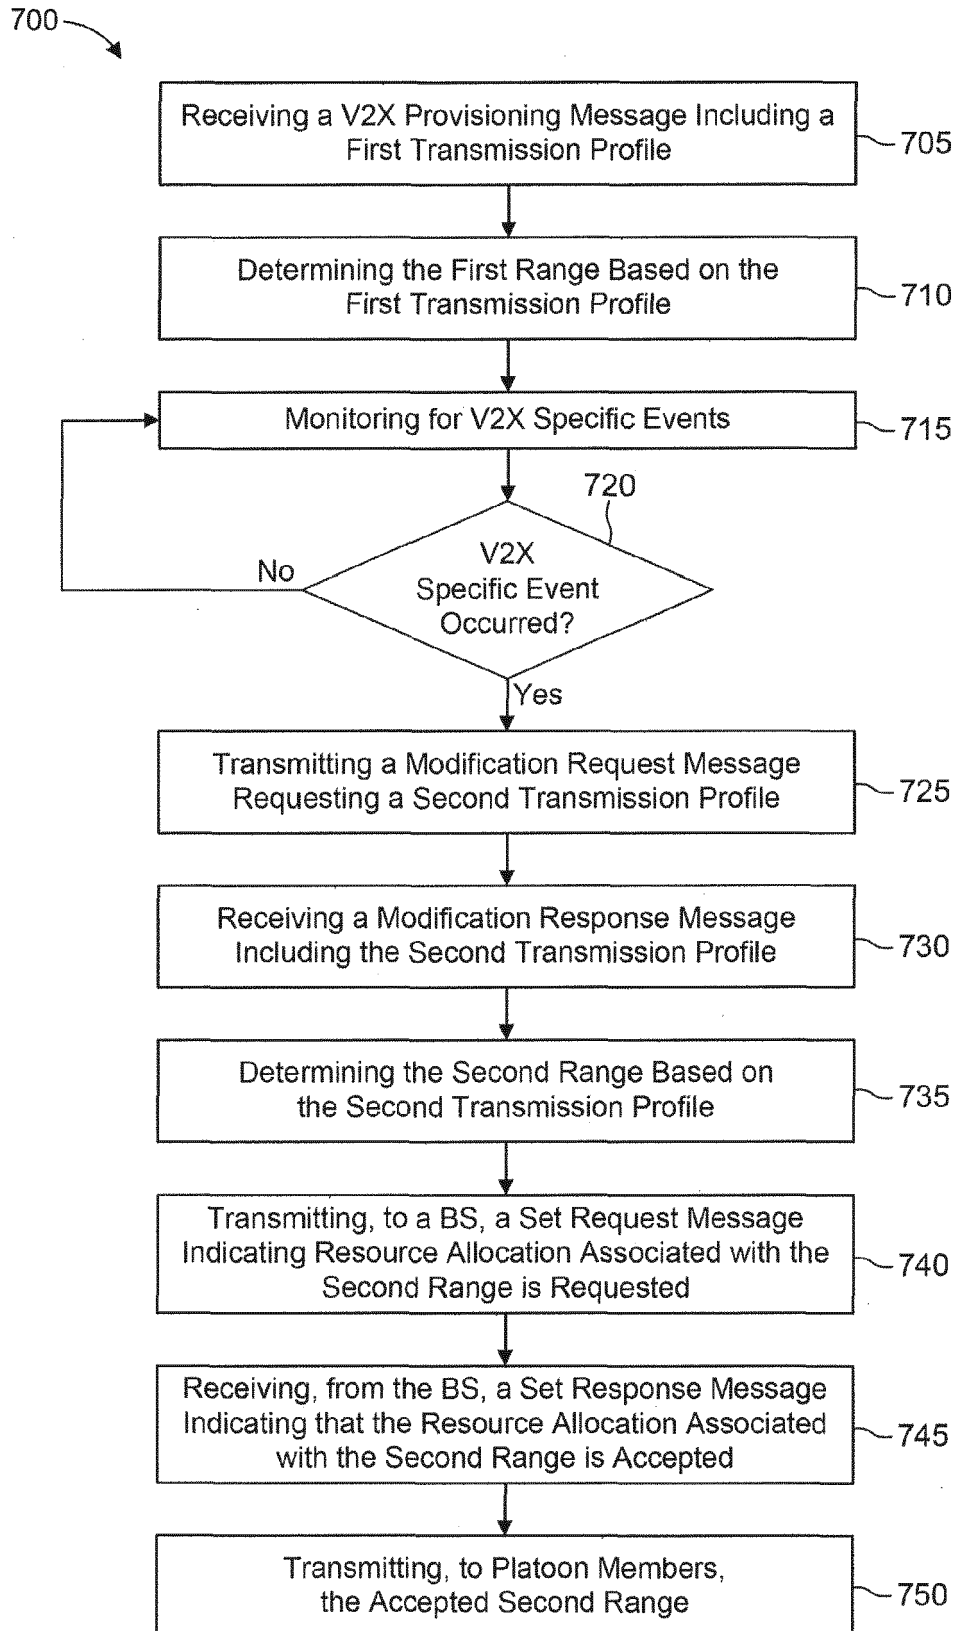 700
Receiving a V2X Provisioning Message Including a
First Transmission Profile
705
Determining the First Range Based on the
First Transmission Profile
710
Monitoring for V2X Specific Events
715
720
V2X
Specific Event
Occurred?
No
Yes
Transmitting a Modification Request Message
Requesting a Second Transmission Profile
725
Receiving a Modification Response Message
Including the Second Transmission Profile
730
Determining the Second Range Based on
the Second Transmission Profile
735
Transmitting, to a BS, a Set Request Message
Indicating Resource Allocation Associated with the
Second Range is Requested
740
Receiving, from the BS, a Set Response Message
Indicating that the Resource Allocation Associated
with the Second Range is Accepted
745
Transmitting, to Platoon Members,
the Accepted Second Range
750